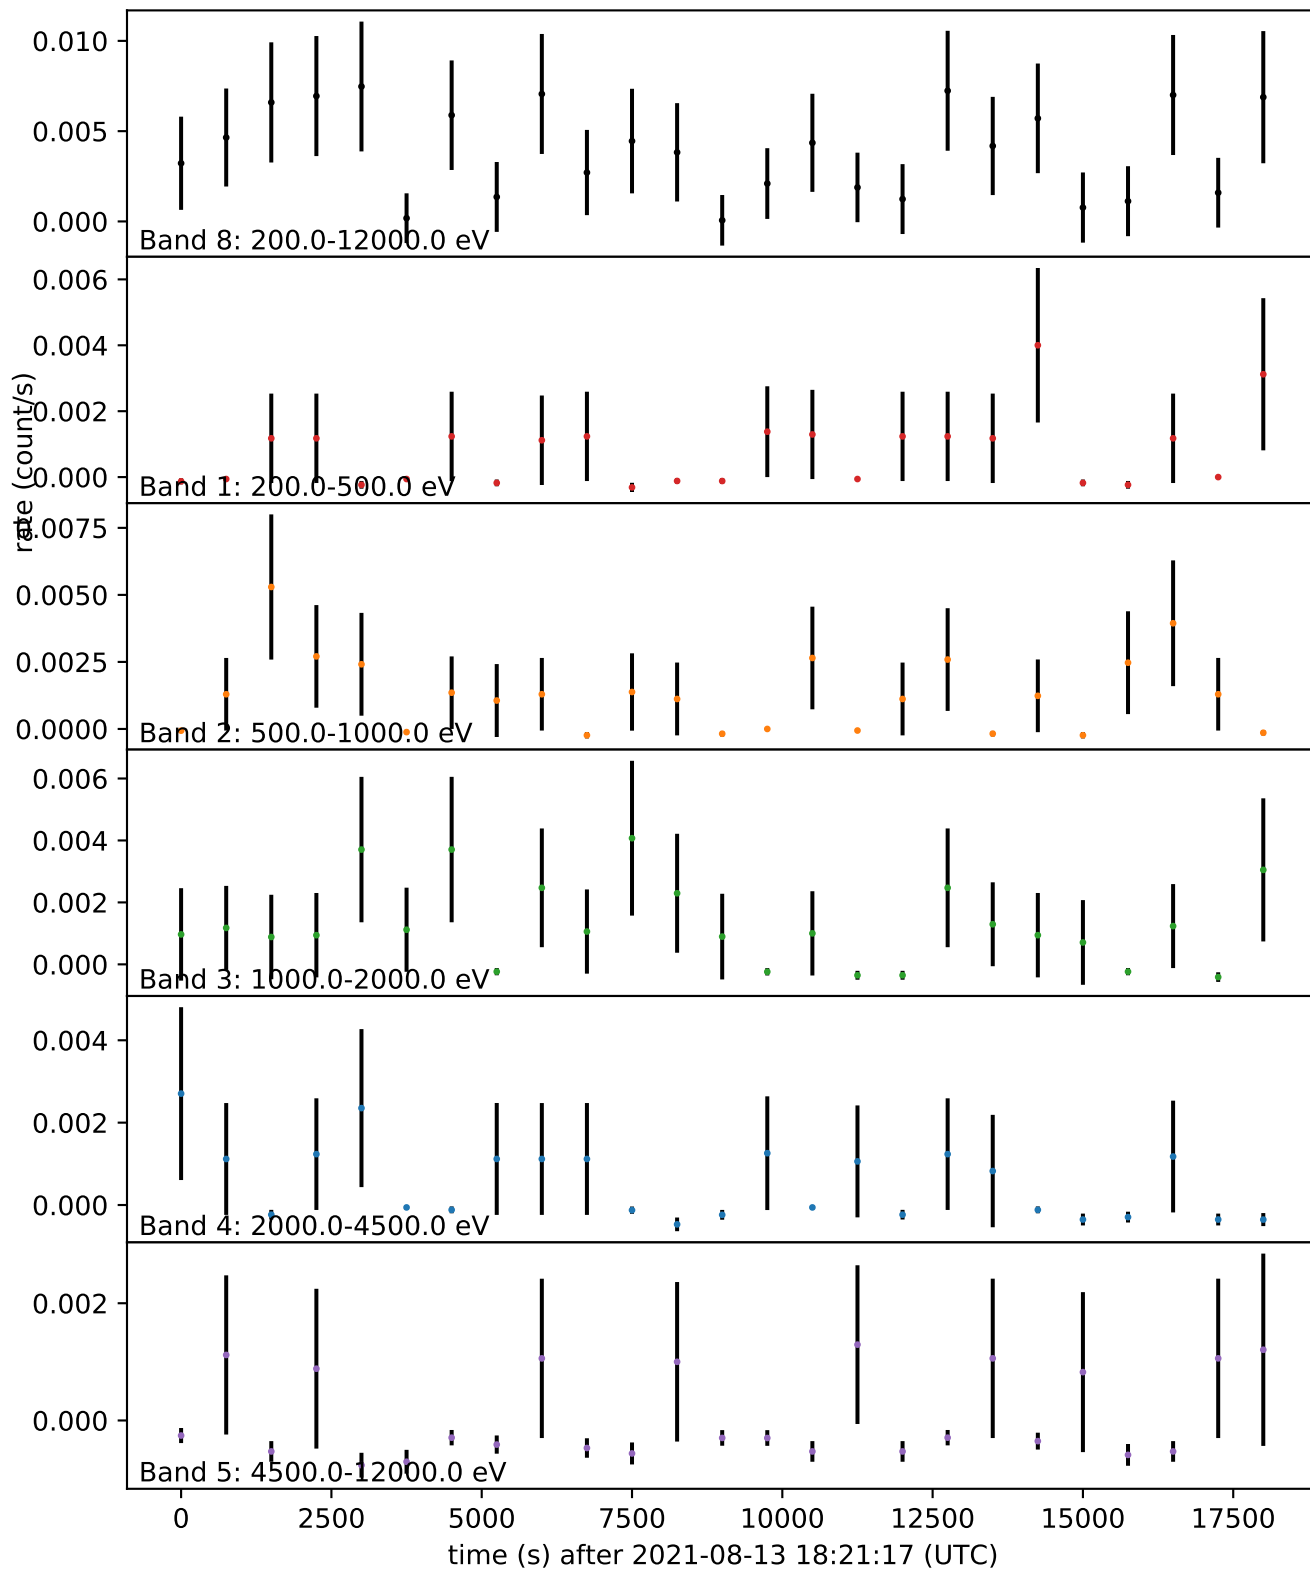 0.010
0.005
0.000
Band 8: 200.0-12000.0 eV
0.006
0.004
0.002
0.000
Band 1: 200.0-500.0 eV
rate (count/s)
0.0075
0.0050
0.0025
0.0000
Band 2: 500.0-1000.0 eV
0.006
0.004
0.002
0.000
Band 3: 1000.0-2000.0 eV
0.004
0.002
0.000
Band 4: 2000.0-4500.0 eV
0.002
0.000
Band 5: 4500.0-12000.0 eV
0 2500 5000 7500 10000 12500 15000 17500
time (s) after 2021-08-13 18:21:17 (UTC)